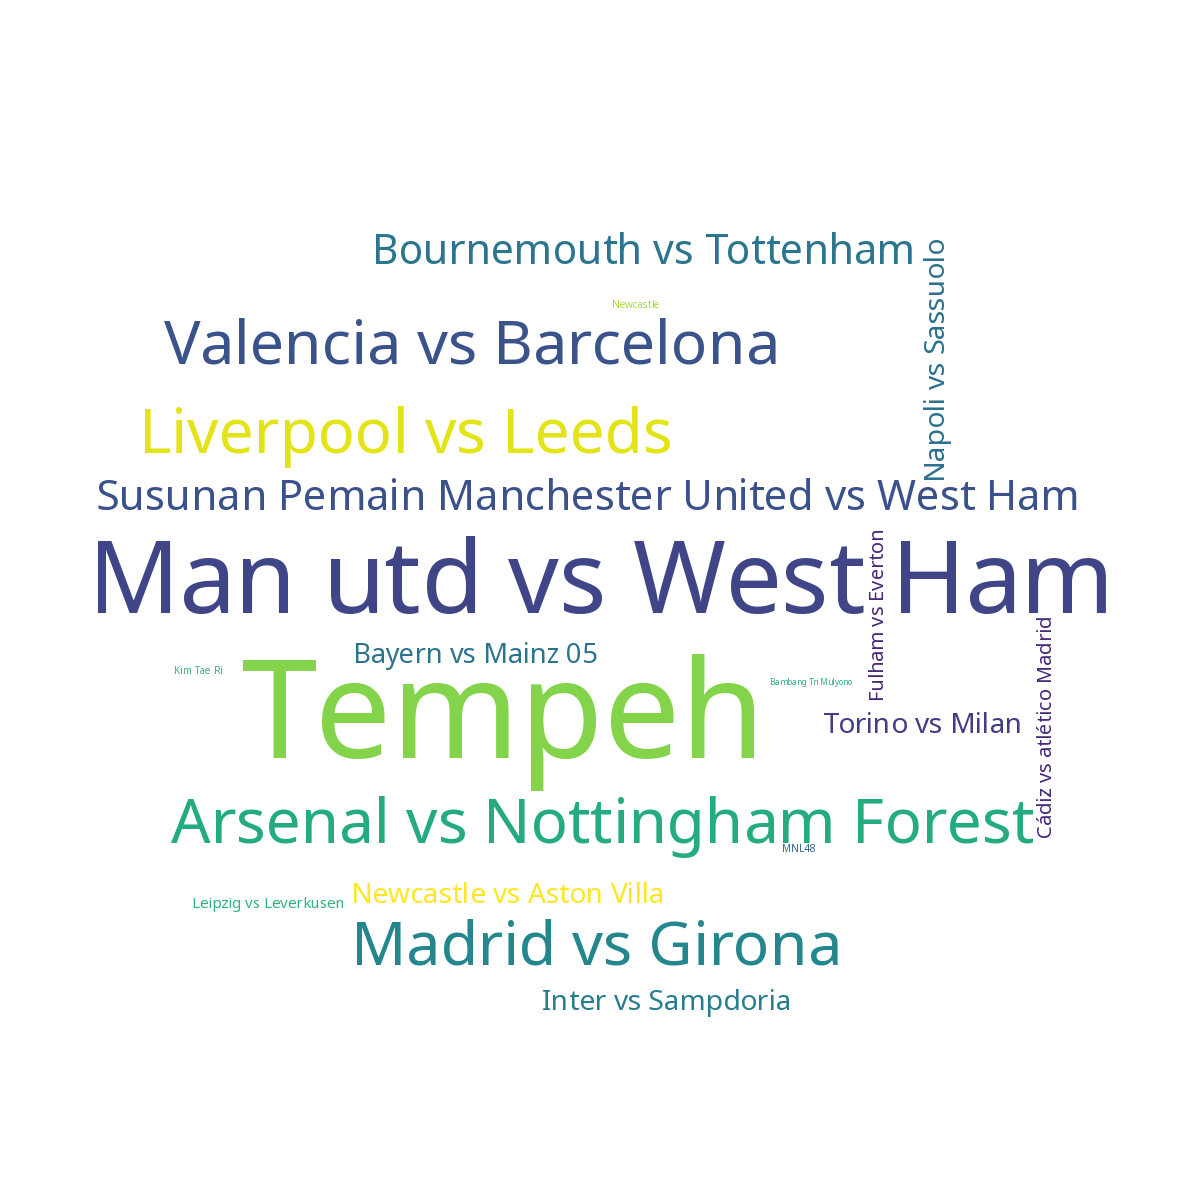 Bournemouth vs Tottenham
Napoli vs Sassuolo
Newcastle
Valencia vs Barcelona
Liverpool vs Leeds
Susunan Pemain Manchester United vs West Ham
Man utd vs West Ham
Fulham vs Everton
Cádiz vs atlético Madrid
Bayern vs Mainz 05
Kim Tae Ri
Tempeh
Bambang Tri Mulyono
Torino vs Milan
Arsenal vs Nottingham Forest
MNL48
Newcastle vs Aston Villa
Leipzig vs Leverkusen
Madrid vs Girona
Inter vs Sampdoria